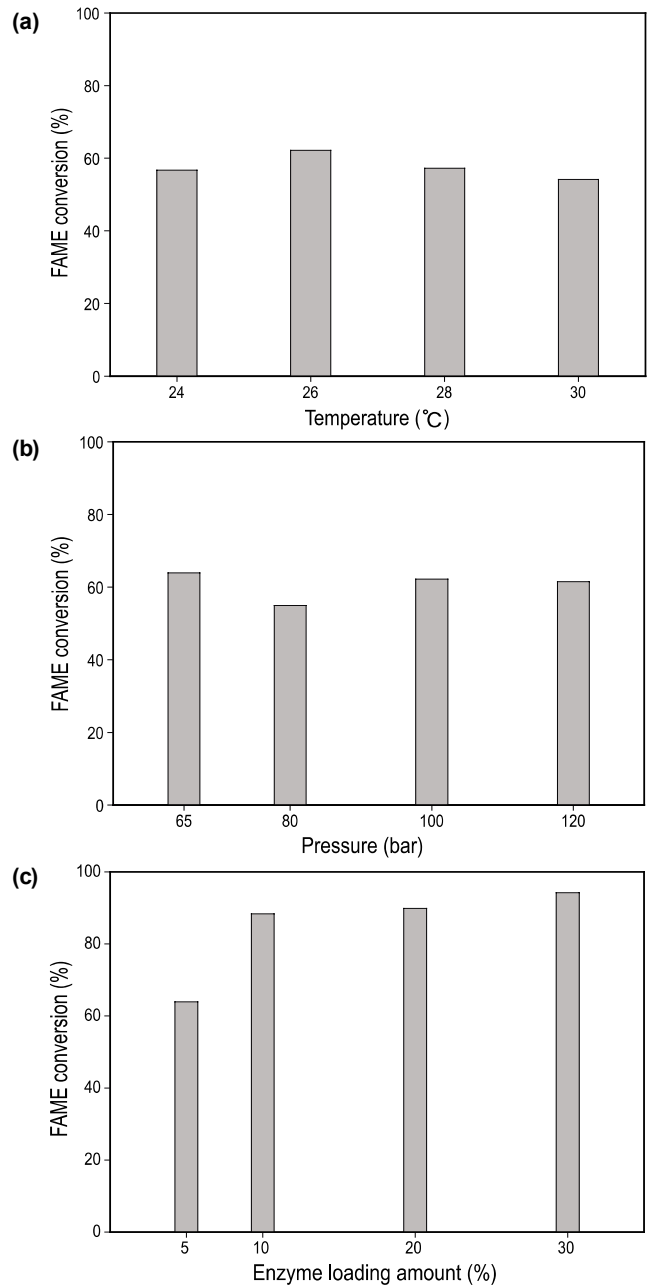 (a)
FAME conversion (%)
100
80
60
40
20
0
24 26 28 30
Temperature (℃)
(b)
FAME conversion (%)
100
80
60
40
20
0
65 80 100 120
Pressure (bar)
(c)
FAME conversion (%)
100
80
60
40
20
0
5 10 20 30
Enzyme loading amount (%)